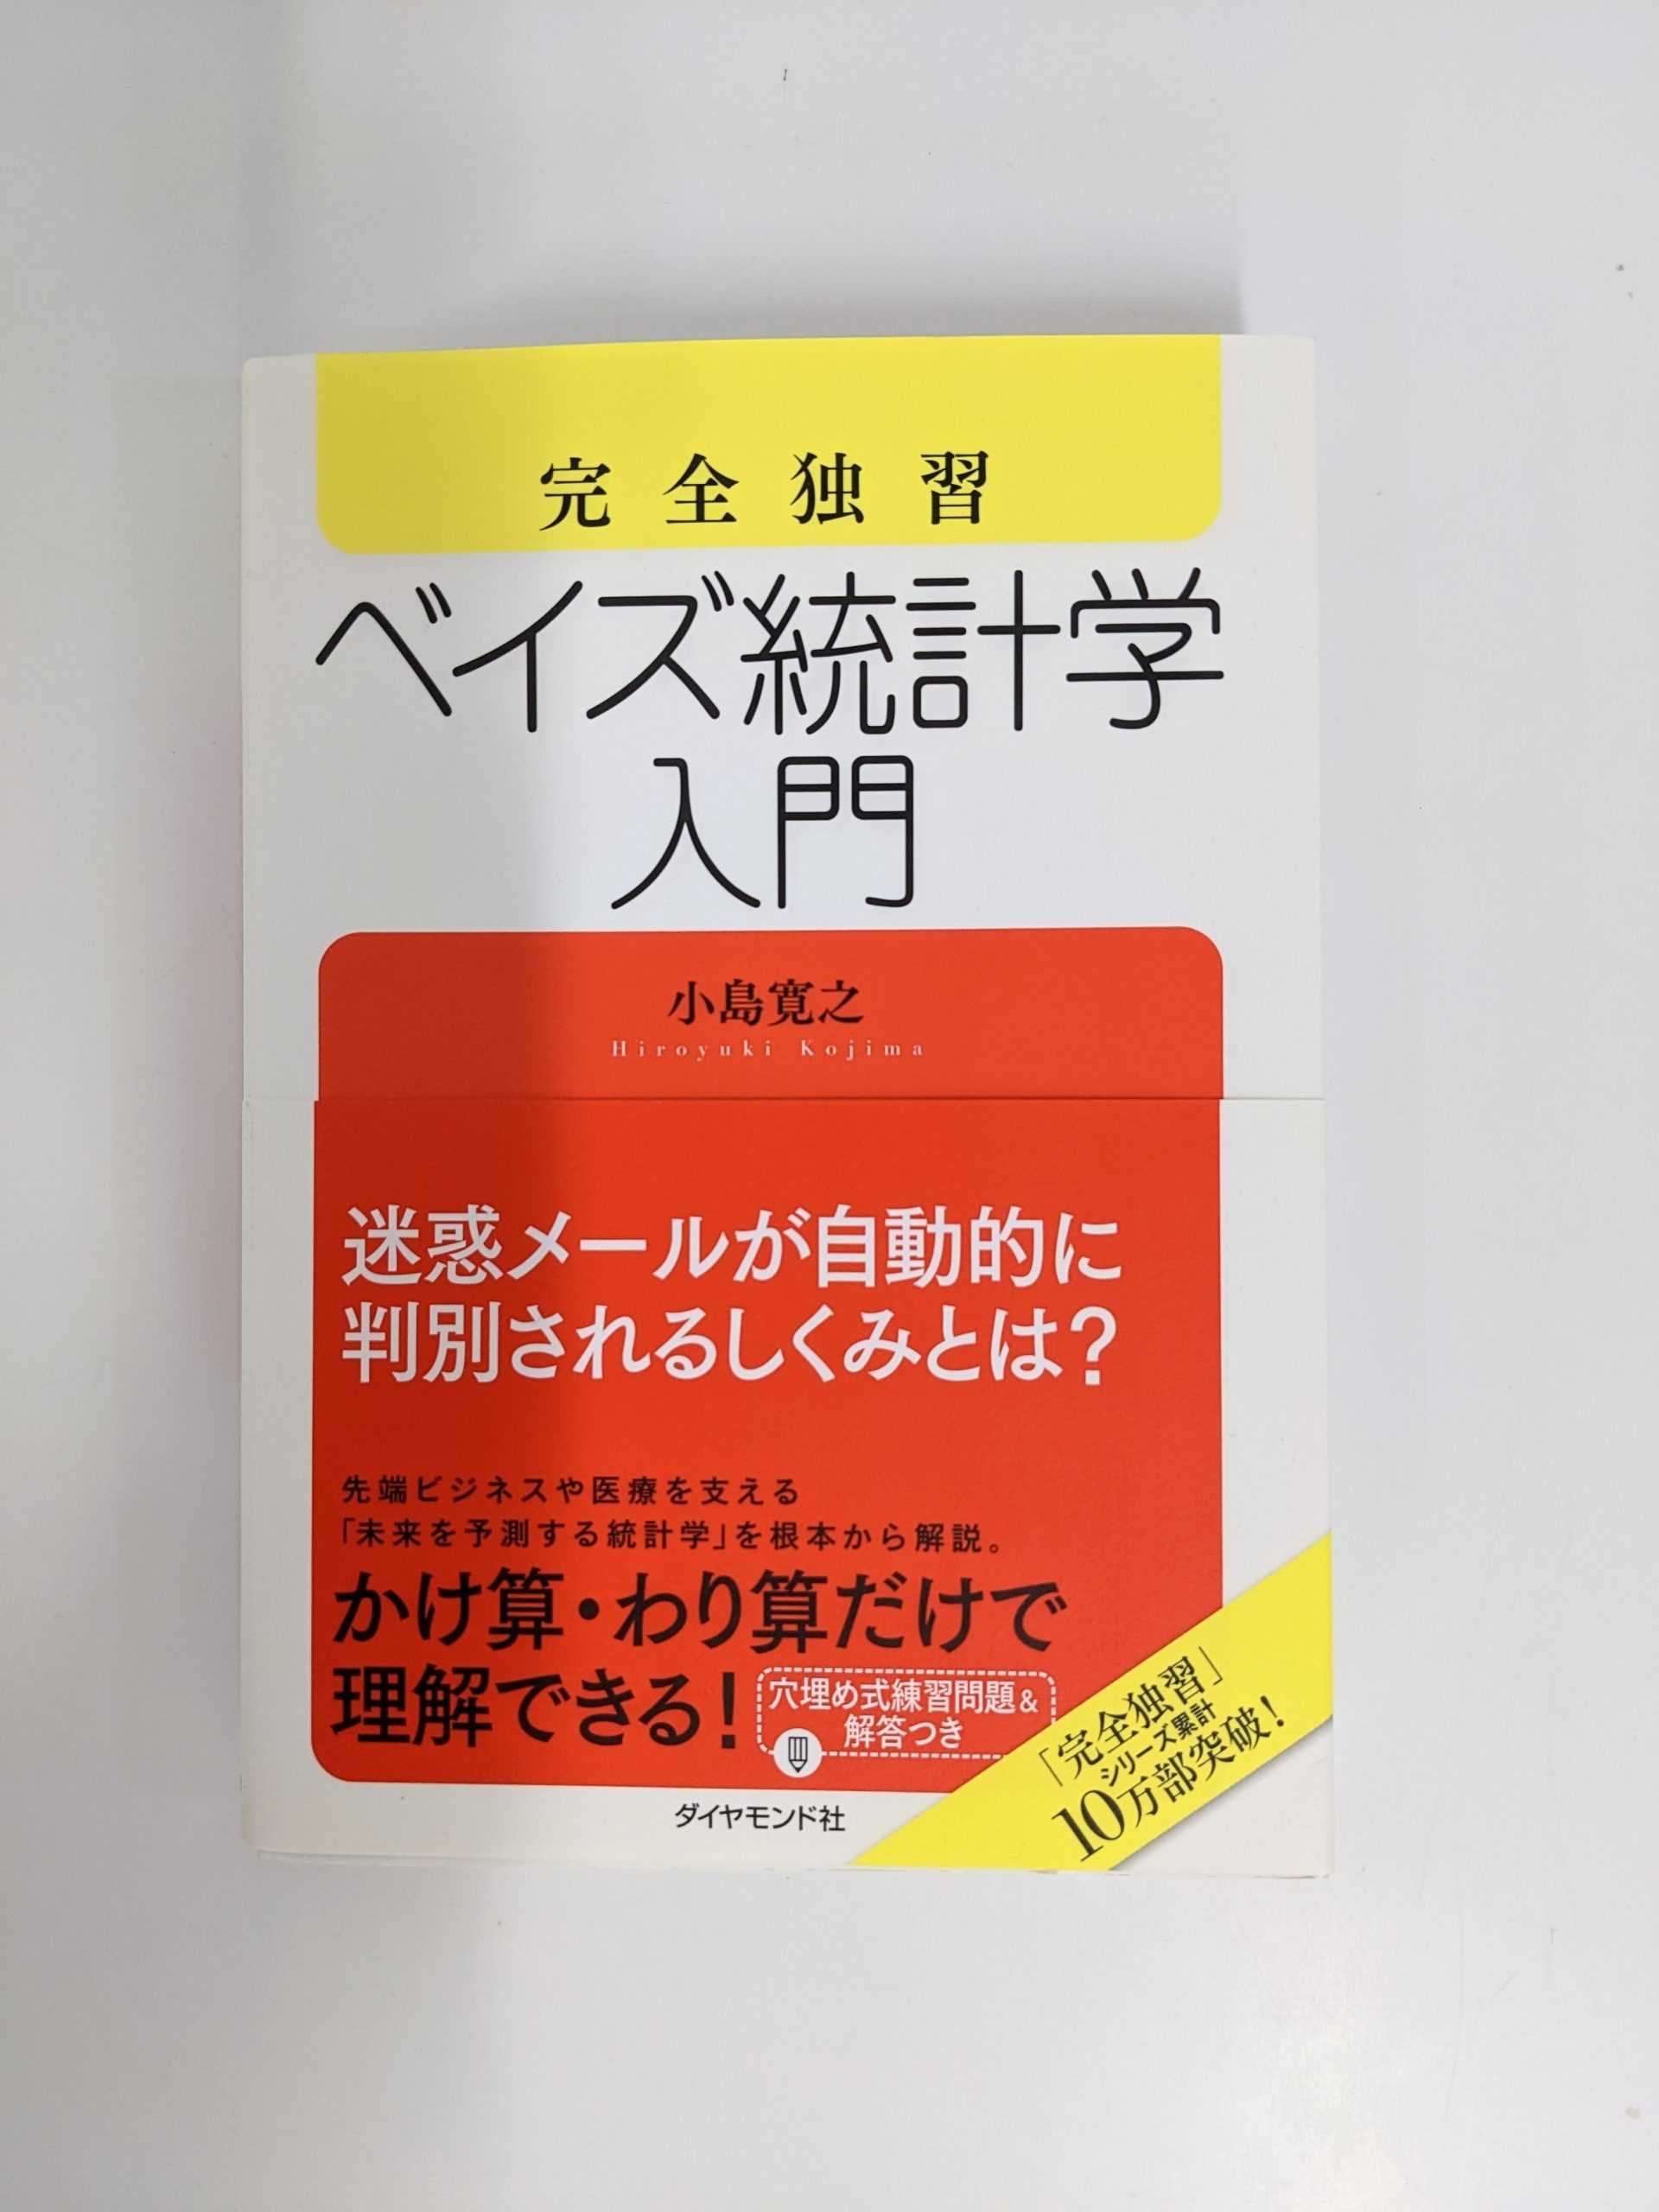 完全独習
ベイズ統計学
入門
小島寛之
Hiroyuki Kojima
迷惑メールが自動的に
判別されるしくみとは?
先端ビジネスや医療を支える
「未来を予測する統計学」を根本から解説。
かけ算・わり算だけで
理解できる!
穴埋め式練習問題&
解答つき
「完全独習」
シリーズ累計
10万部突破!
ダイヤモンド社